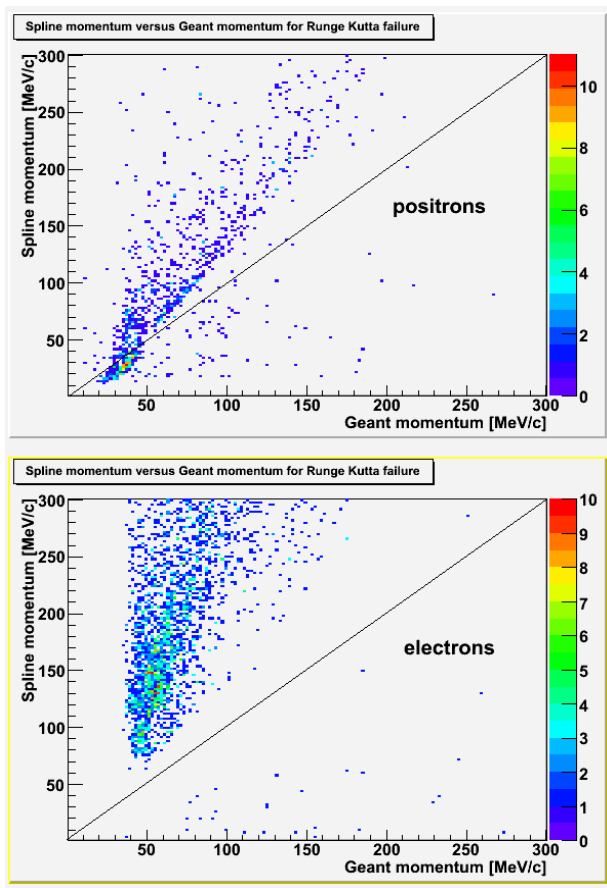 Spline momentum versus Geant momentum for Runge Kutta failure
Spline momentum [MeV/c]
300
250
200
150
100
50
positrons
10
8
6
4
2
0
50 100 150 200 250 300
Geant momentum [MeV/c]
Spline momentum versus Geant momentum for Runge Kutta failure
Spline momentum [MeV/c]
300
250
200
150
100
50
electrons
10
9
8
7
6
5
4
3
2
1
0
50 100 150 200 250 300
Geant momentum [MeV/c]